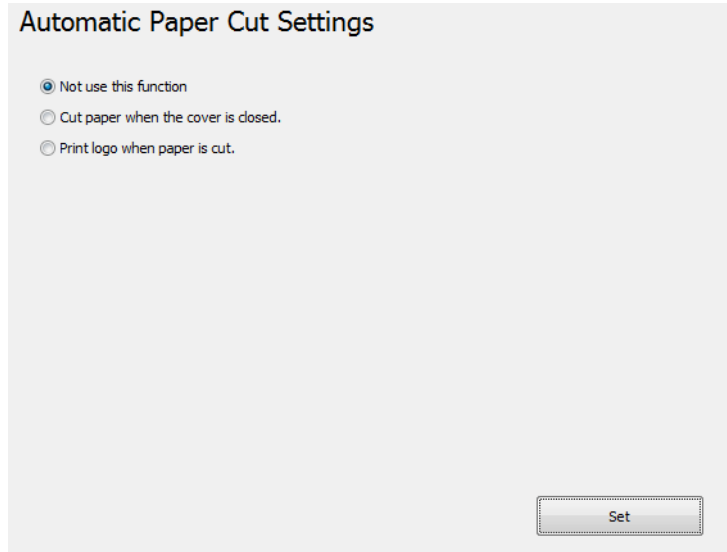 Automatic Paper Cut Settings
Not use this function
Cut paper when the cover is closed.
Print logo when paper is cut.
Set